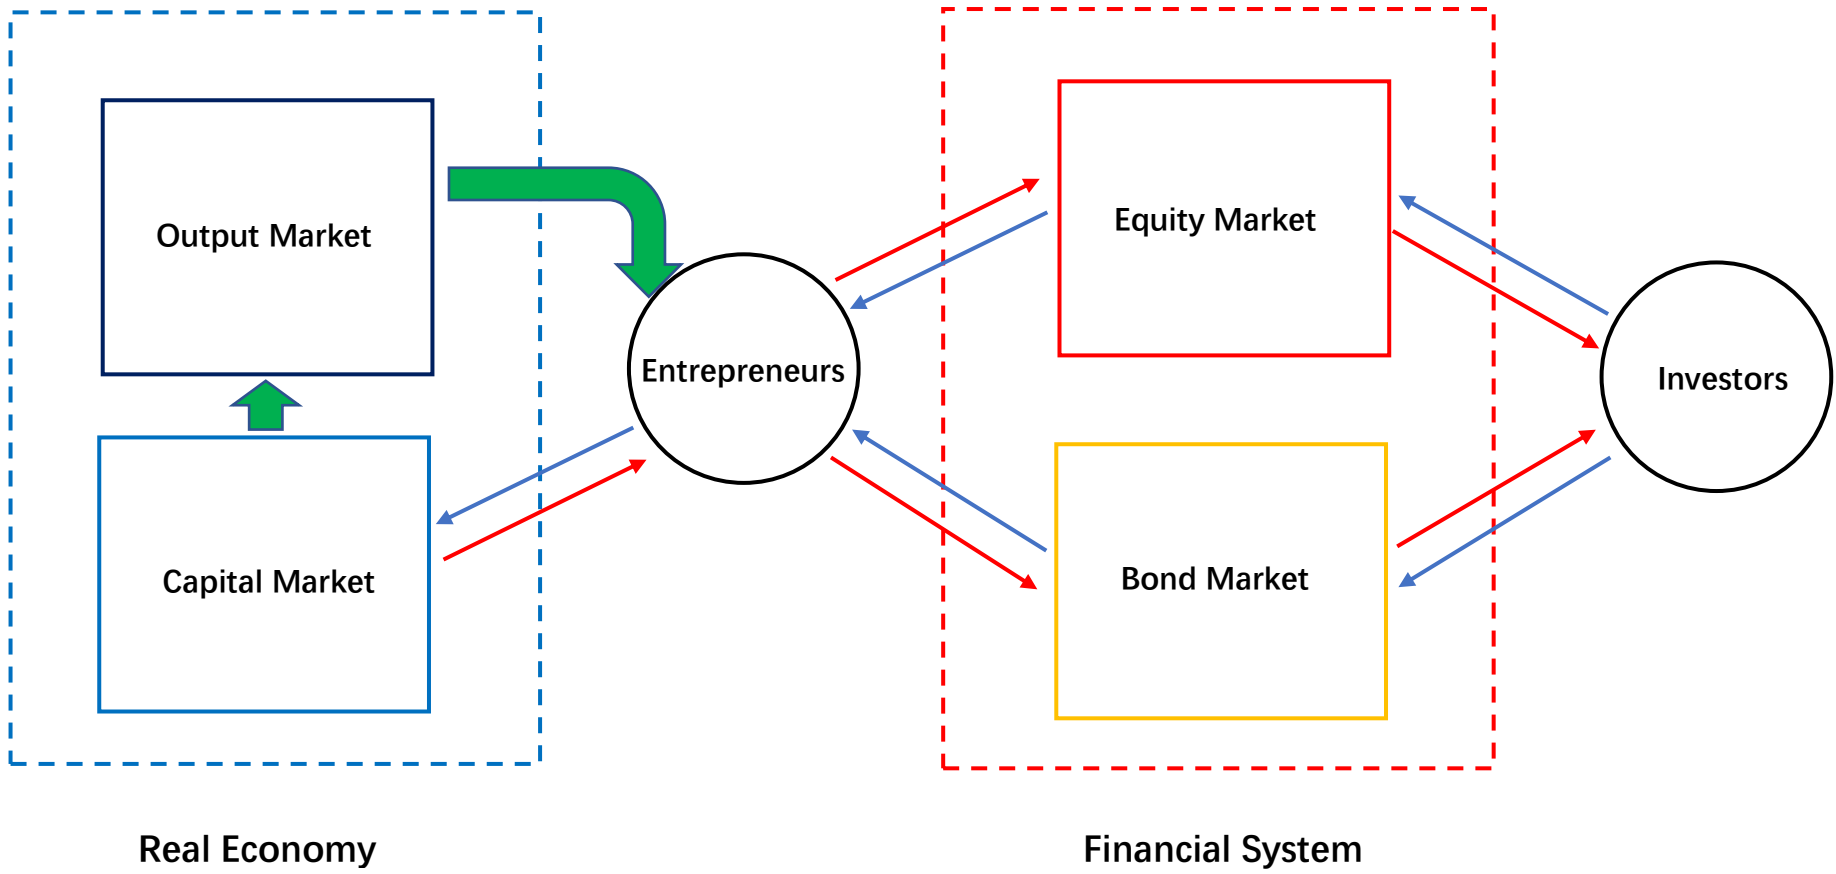 Output Market
Equity Market
Entrepreneurs
Investors
Capital Market
Bond Market
Real Economy
Financial System